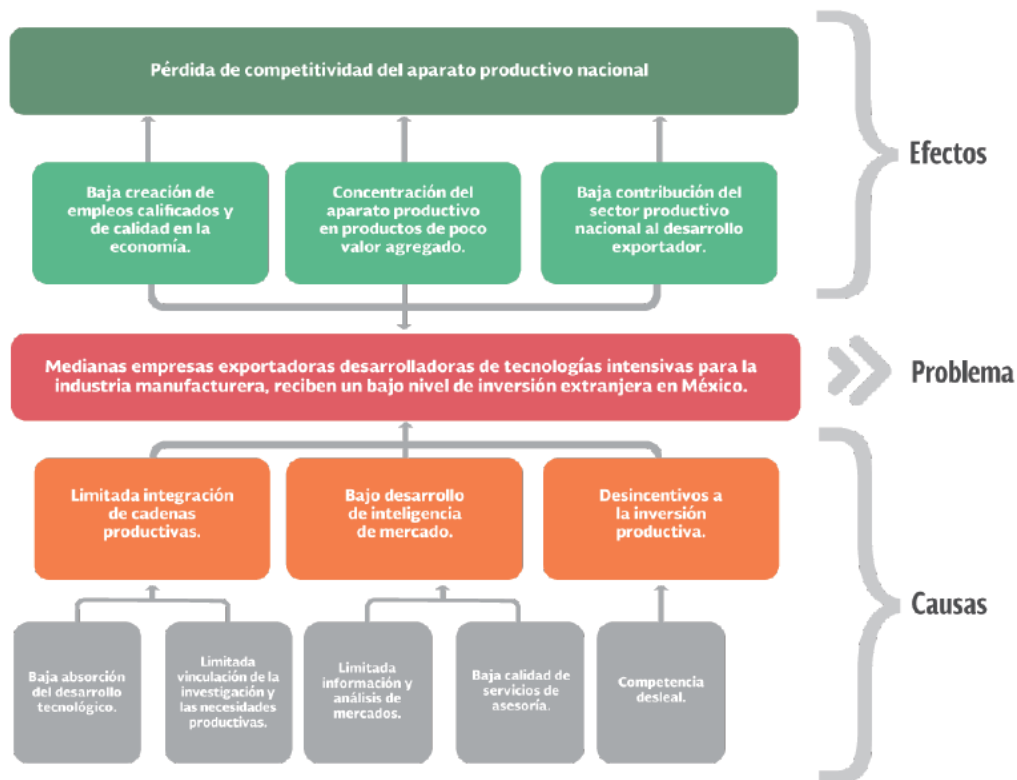 Pérdida de competitividad del aparato productivo nacional
Efectos
Baja creación de
empleos calificados y
de calidad en la
economía.
Concentración del
aparato productivo
en productos de poco
valor agregado.
Baja contribución del
sector productivo
nacional al desarrollo
exportador.
Medianas empresas exportadoras desarrolladoras de tecnologías intensivas para la
industria manufacturera, reciben un bajo nivel de inversión extranjera en México.
Problema
Limitada integración
de cadenas
productivas.
Bajo desarrollo
de inteligencia
de mercado.
Desincentivos a
la inversión
productiva.
Causas
Baja absorción
del desarrollo
tecnológico.
Limitada
vinculación de la
investigación y
las necesidades
productivas.
Limitada
información y
análisis de
mercados.
Baja calidad de
servicios de
asesoría.
Competencia
desleal.